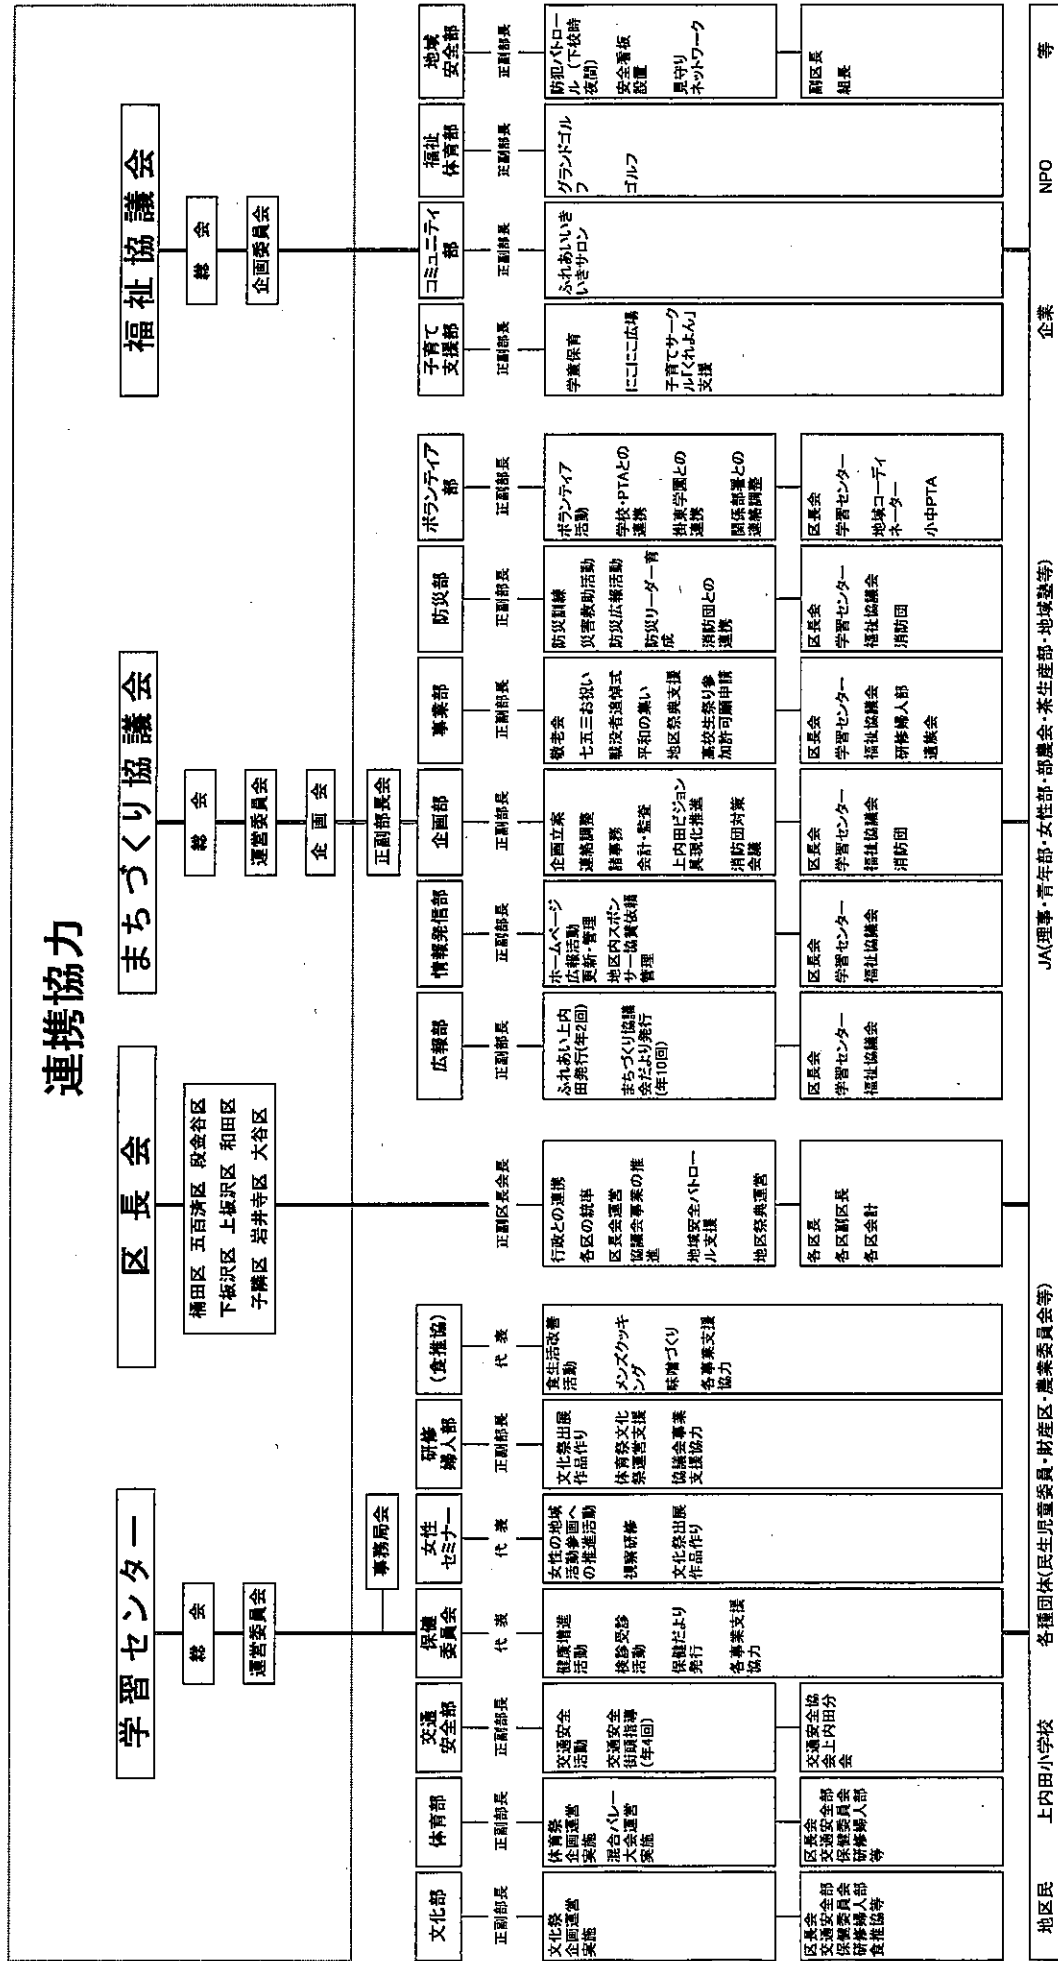 連携協力
学習センター
総会
運営委員会
事務局会
文化部
正副部長
文化祭
企画運営
実施
区長会
交通安全部
保健委員会
研修婦人部
食推協等
体育部
正副部長
体育祭
企画運営
実施
混合バレー
大会運営
実施
区長会
交通安全部
保健委員会
研修婦人部
等
交通
安全部
正副部長
交通安全
活動
交通安全
街頭指導
(年4回)
交通安全協
会上内田分
会
保健
委員会
代表
健康増進
活動
検診受診
活動
保健だより
発行
各事業支援
協力
女性
セミナー
代表
女性の地域
活動参画へ
の推進活動
視察研修
文化祭出展
作品作り
研修
婦人部
正副部長
文化祭出展
作品作り
体育祭文化
祭運営支援
協議会事業
支援協力
(食推協)
代表
食生活改善
活動
メンズクッキ
ング
味噌づくり
各事業支援
協力
区長会
桶田区 五百済区 段金谷区
下板沢区 上板沢区 和田区
子隣区 岩井寺区 大谷区
正副区長会長
行政との連携
各区の統率
区長会運営
協議会事業の推
進
地域安全パトロー
ル支援
地区祭典運営
各区長
各区副区長
各区会計
まちづくり協議会
総会
運営委員会
企画会
正副部長会
広報部
正副部長
ふれあい上内
田発行(年2回)
まちづくり協議
会だより発行
(年10回)
区長会
学習センター
福祉協議会
情報発信部
正副部長
ホームページ
広報活動
更新・管理
地区内スポン
サー協賛依頼
管理
区長会
学習センター
福祉協議会
企画部
正副部長
企画立案
連絡調整
諸事務
会計・監査
上内田ビジョン
具現化推進
消防団対策
会議
区長会
学習センター
福祉協議会
消防団
事業部
正副部長
敬老会
七五三お祝い
戦没者追悼式
平和の集い
地区祭典支援
高校生祭り参
加許可願申請
区長会
学習センター
福祉協議会
研修婦人部
遺族会
防災部
正副部長
防災訓練
災害救助活動
防災広報活動
防災リーダー育
成
消防団との
連携
区長会
学習センター
福祉協議会
消防団
ボランティア
部
正副部長
ボランティア
活動
学校・PTAとの
連携
掛東学園との
連携
関係部署との
連絡調整
区長会
学習センター
地域コーディ
ネーター
小中PTA
福祉協議会
総会
企画委員会
子育て
支援部
正副部長
学童保育
にこにこ広場
子育てサーク
ル「くれよん」
支援
コミュニティ
部
正副部長
ふれあいいき
いきサロン
福祉
体育部
正副部長
グランドゴル
フ
ゴルフ
地域
安全部
正副部長
防犯パトロー
ル (下校時
夜間)
安全看板
設置
見守り
ネットワーク
副区長
組長
地区民 上内田小学校 各種団体(民生児童委員・財産区・農業委員会等) JA(理事・青年部・女性部・部農会・茶生産部・地域塾等) 企業 NPO 等